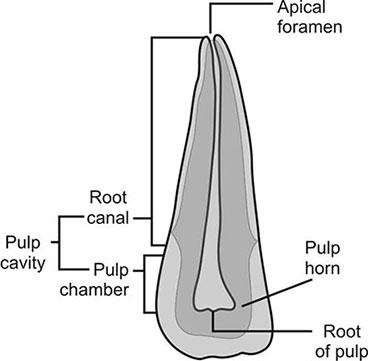 Apical
foramen
Root
canal
Pulp
cavity
Pulp
chamber
Pulp
horn
Root
of pulp